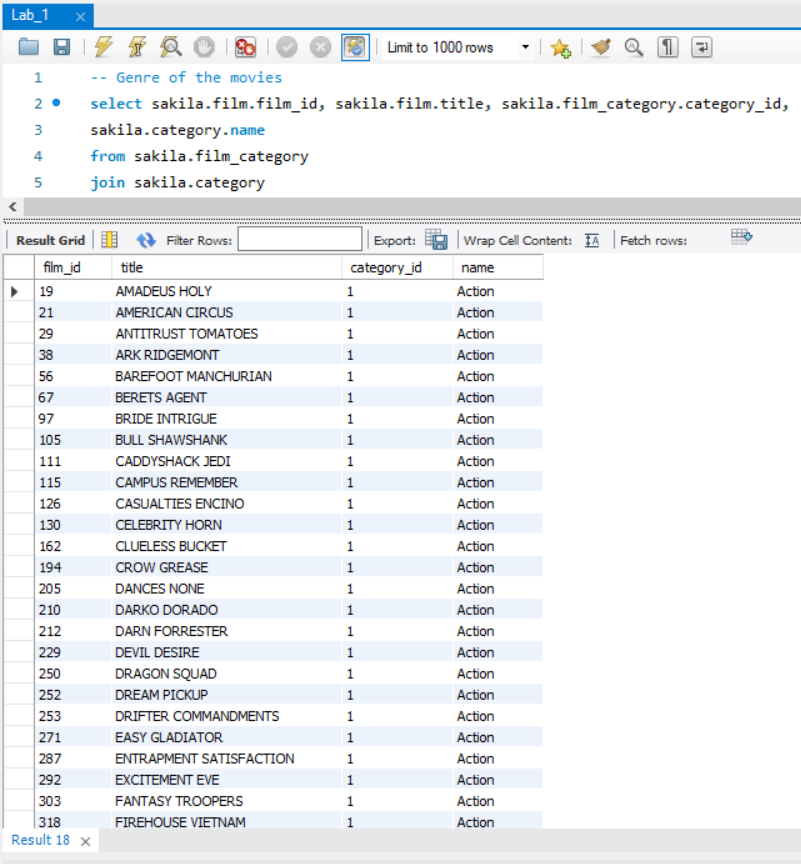 Lab_1
Limit to 1000 rows
1 -- Genre of the movies
2 select sakila.film.film_id, sakila.film.title, sakila.film_category.category_id,
3 sakila.category.name
4 from sakila.film_category
5 join sakila.category
Result Grid Filter Rows: Export: Wrap Cell Content: Fetch rows:
film_id title category_id name
19 AMADEUS HOLY 1 Action
21 AMERICAN CIRCUS 1 Action
29 ANTITRUST TOMATOES 1 Action
38 ARK RIDGEMONT 1 Action
56 BAREFOOT MANCHURIAN 1 Action
67 BERETS AGENT 1 Action
97 BRIDE INTRIGUE 1 Action
105 BULL SHAWSHANK 1 Action
111 CADDYSHACK JEDI 1 Action
115 CAMPUS REMEMBER 1 Action
126 CASUALTIES ENCINO 1 Action
130 CELEBRITY HORN 1 Action
162 CLUELESS BUCKET 1 Action
194 CROW GREASE 1 Action
205 DANCES NONE 1 Action
210 DARKO DORADO 1 Action
212 DARN FORRESTER 1 Action
229 DEVIL DESIRE 1 Action
250 DRAGON SQUAD 1 Action
252 DREAM PICKUP 1 Action
253 DRIFTER COMMANDMENTS 1 Action
271 EASY GLADIATOR 1 Action
287 ENTRAPMENT SATISFACTION 1 Action
292 EXCITEMENT EVE 1 Action
303 FANTASY TROOPERS 1 Action
318 FIREHOUSE VIETNAM 1 Action
Result 18